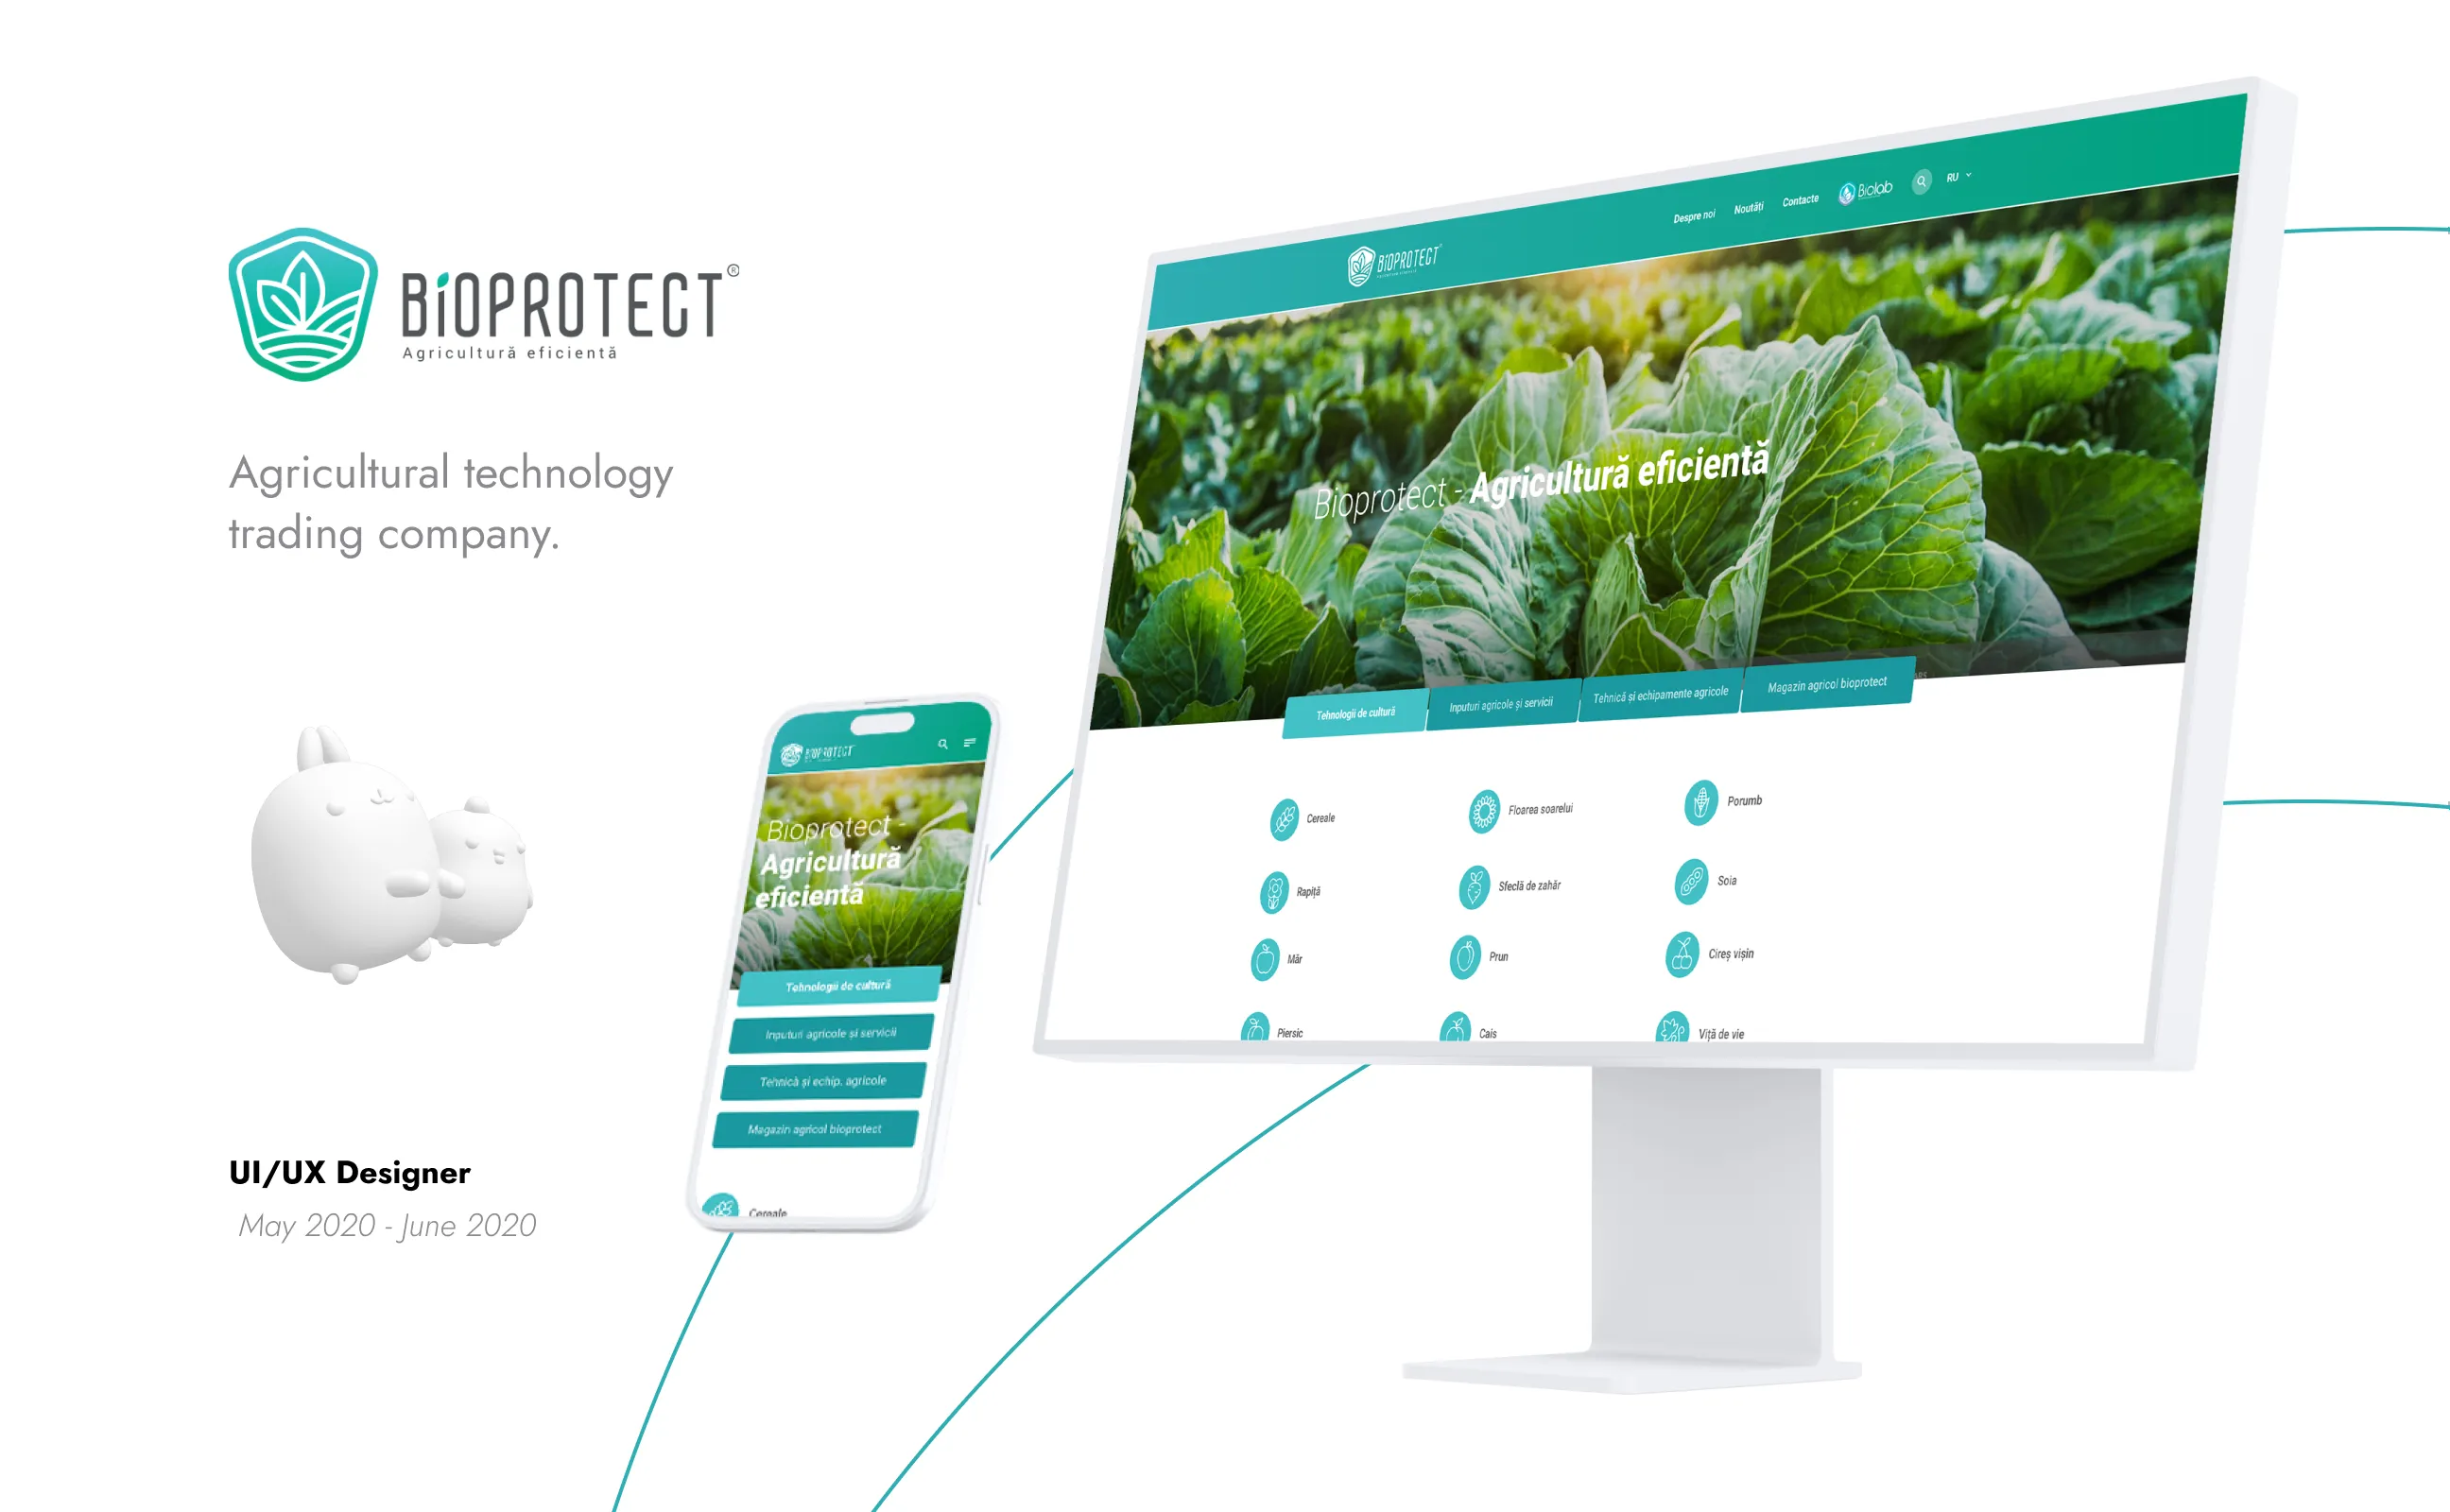 BIOPROTECT®
Agricultură eficientă
Agricultural technology
trading company.
UI/UX Designer
May 2020 - June 2020
BIOPROTECT
Bioprotect -
Agricultură
eficientă
Tehnologii de cultură
Inputuri agricole și servicii
Tehnică și echip. agricole
Magazin agricol bioprotect
Cereale
BIOPROTECT
Despre noi
Noutăți
Contacte
Biolab
RU
Bioprotect - Agricultură eficientă
Tehnologii de cultură
Inputuri agricole și servicii
Tehnică și echipamente agricole
Magazin agricol bioprotect
Cereale
Floarea soarelui
Porumb
Rapiță
Sfeclă de zahăr
Soia
Măr
Prun
Cireș vișin
Piersic
Cais
Viță de vie